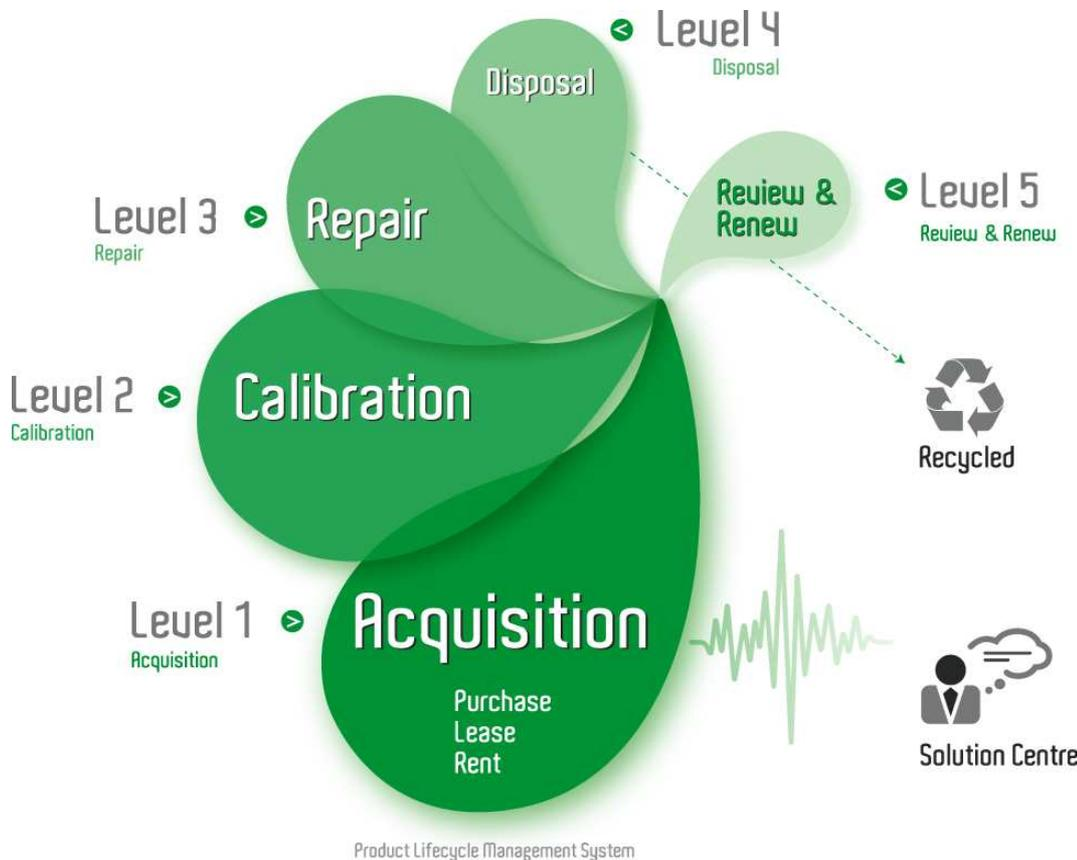 Level 4
Disposal
Disposal
Level 5
Review & Renew
Review &
Renew
Level 3
Repair
Repair
Level 2
Calibration
Calibration
Recycled
Level 1
Acquisition
Acquisition
Purchase
Lease
Rent
Solution Centre
Product Lifecycle Management System